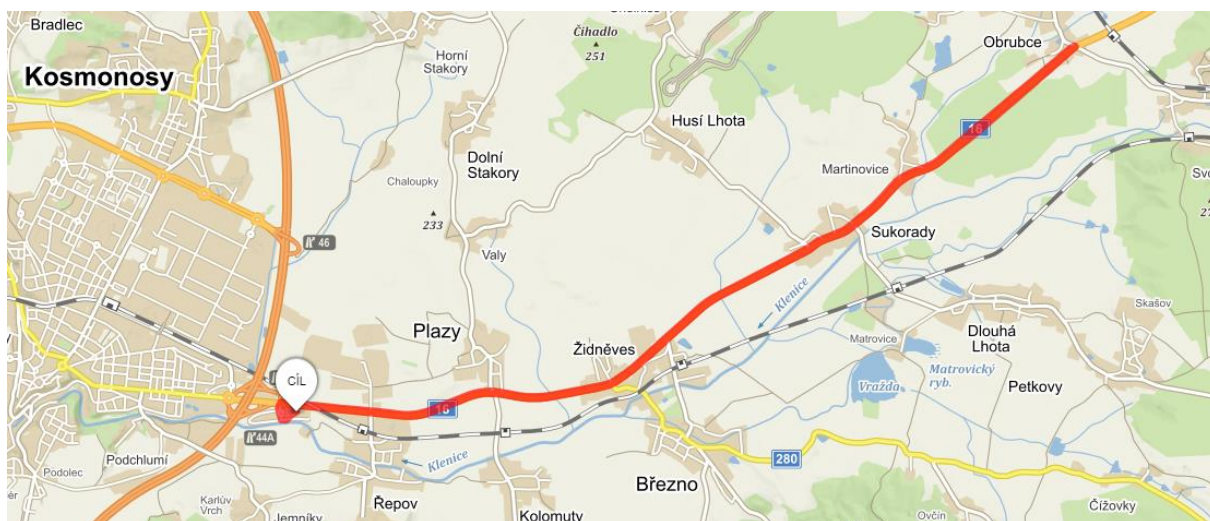 Bradlec
Kosmonosy
Horní
Stakory
Čihadlo
251
Obrubce
Husí Lhota
16
Dolní
Stakory
Martinovice
Chaloupky
233
Sukorady
46
Valy
Klenice
Skašov
Plazy
Židněves
Matrovice
Dlouhá
Lhota
Matrovický
ryb.
Vražda
Petkovy
CÍL
16
44A
Podchlumí
Klenice
280
Podolec
Březno
Řepov
Karlův
Vrch
Čížovky
Jemníky
Kolomuty
Ovčín